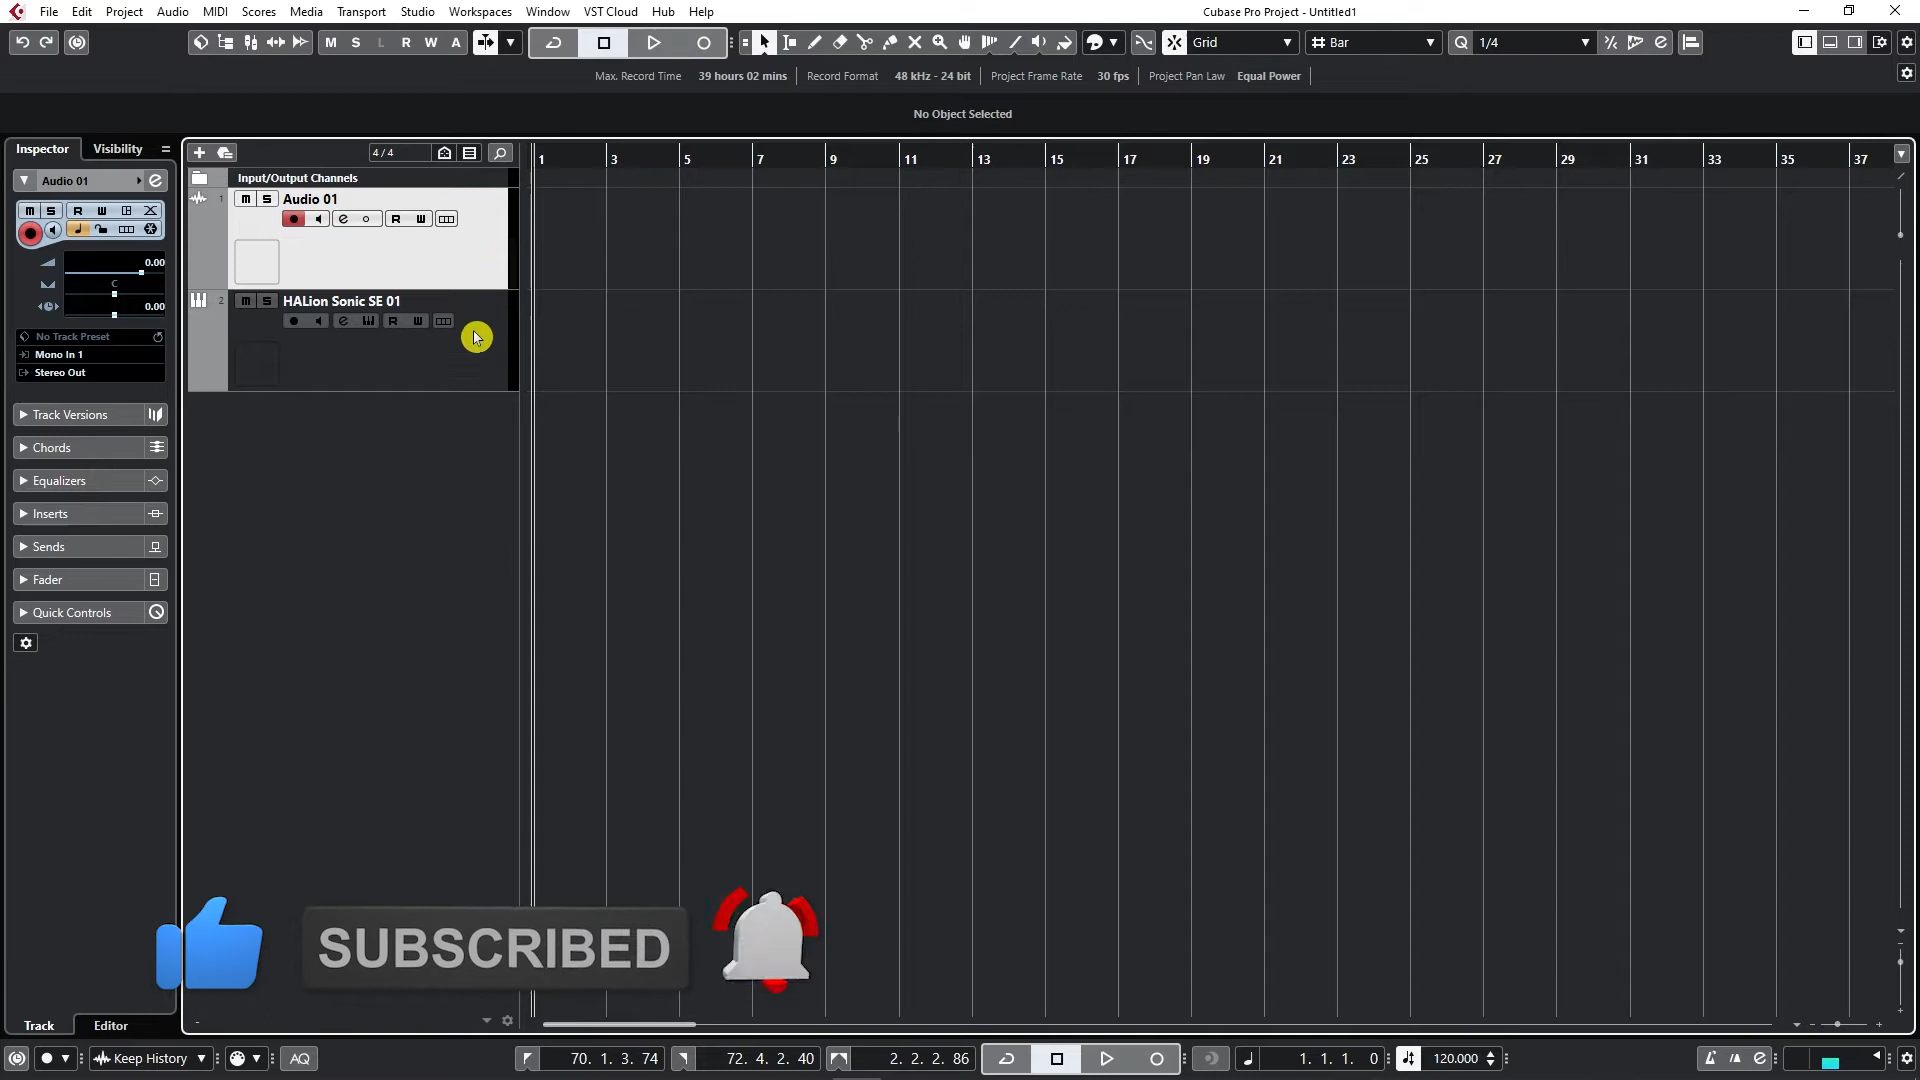 File Edit Project Audio MIDI Scores Media Transport Studio Workspaces Window VST Cloud Hub Help
Cubase Pro Project - Untitled1
M S L R W A
Grid
Bar
1/4
Max. Record Time 39 hours 02 mins Record Format 48 kHz - 24 bit Project Frame Rate 30 fps Project Pan Law Equal Power
No Object Selected
Inspector Visibility
4/4
1 3 5 7 9 11 13 15 17 19 21 23 25 27 29 31 33 35 37
Input/Output Channels
Audio 01
M S R W
0.00
C
0.00
No Track Preset
Mono In 1
Stereo Out
Track Versions
Chords
Equalizers
Inserts
Sends
Fader
Quick Controls
1 M S Audio 01
R W
2 M S HALion Sonic SE 01
R W
SUBSCRIBED
Track Editor
Keep History
AQ
70. 1. 3. 74
72. 4. 2. 40
2. 2. 2. 86
1. 1. 1. 0
120.000